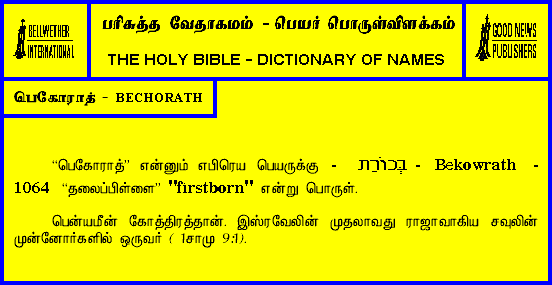 BELLWETHER
INTERNATIONAL
பரிசுத்த வேதாகமம் - பெயர் பொருள்விளக்கம்
THE HOLY BIBLE - DICTIONARY OF NAMES
GOOD NEWS
PUBLISHERS
பெகோராத் - BECHORATH
“பெகோராத்” என்னும் எபிரெய பெயருக்கு - בְּכוֹרַת - Bekowrath -
1064 “தலைப்பிள்ளை” "firstborn" என்று பொருள்.
பென்யமீன் கோத்திரத்தான். இஸ்ரவேலின் முதலாவது ராஜாவாகிய சவுலின்
முன்னோர்களில் ஒருவர் ( 1சாமு 9:1).